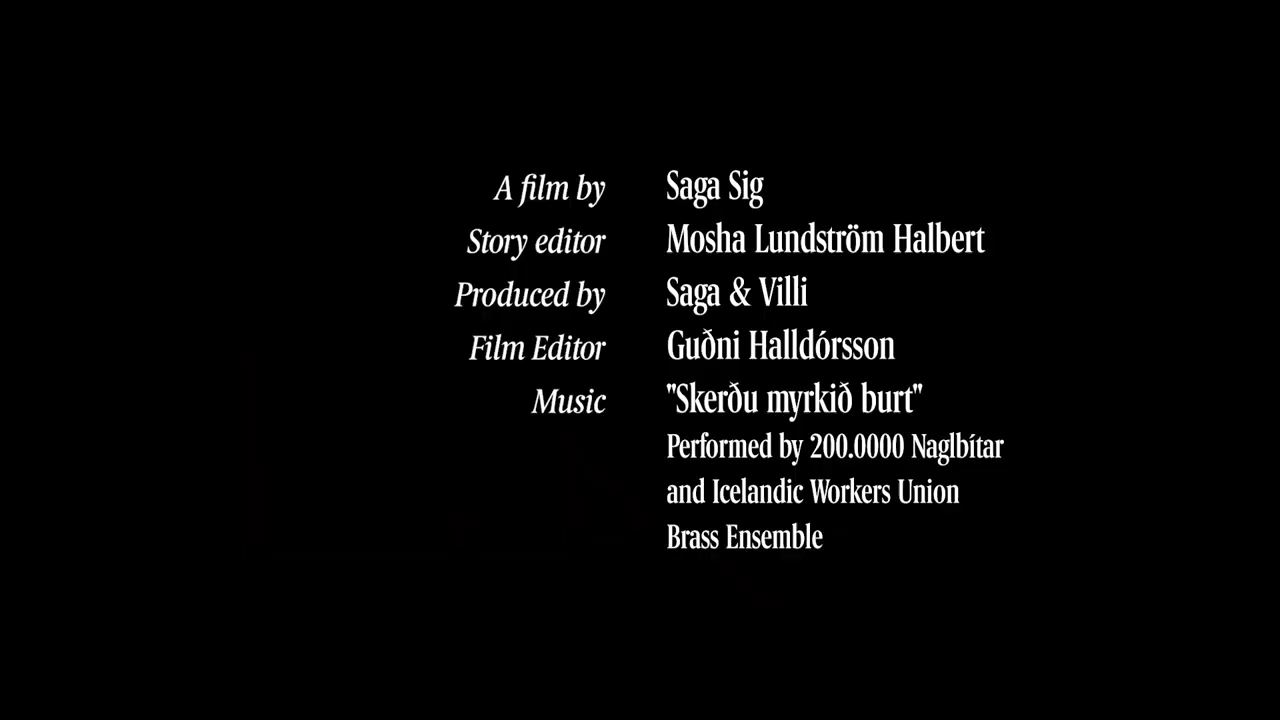 A film by Saga Sig
Story editor Mosha Lundström Halbert
Produced by Saga & Villi
Film Editor Guðni Halldórsson
Music "Skerðu myrkið burt"
Performed by 200.0000 Naglbítar
and Icelandic Workers Union
Brass Ensemble